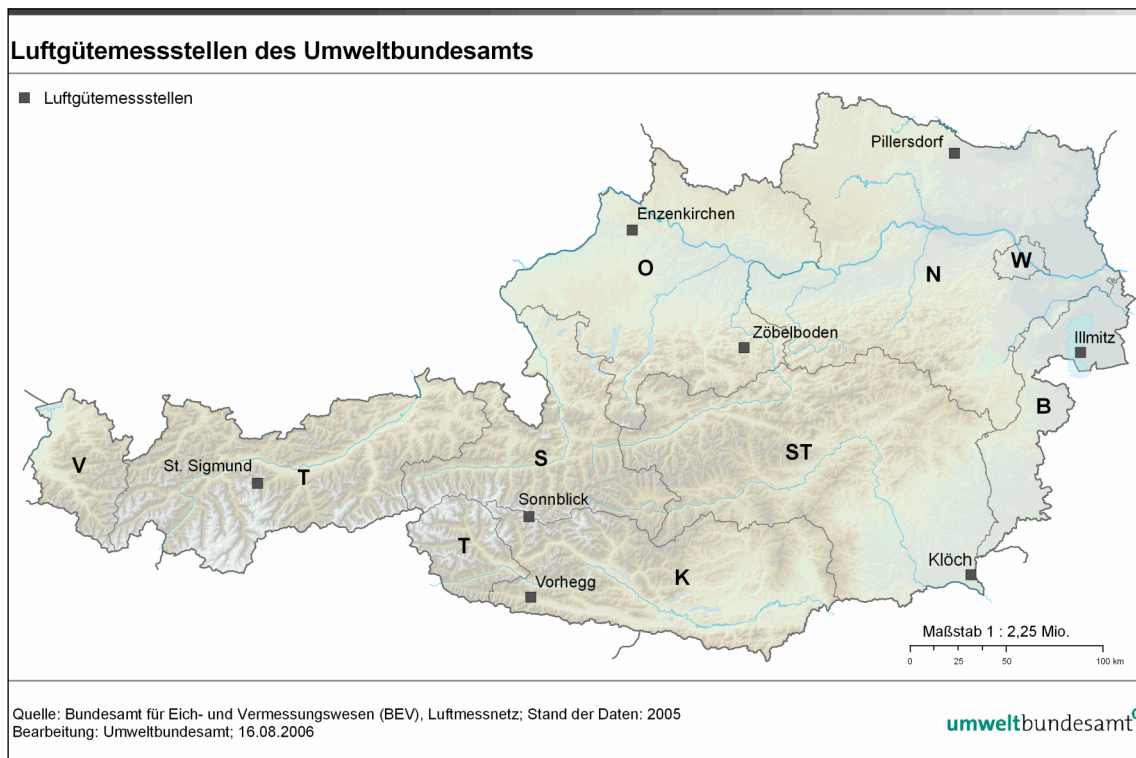 Luftgütemessstellen des Umweltbundesamts
Luftgütemessstellen
Pillersdorf
Enzenkirchen
O
N
W
Zöbelboden
Illmitz
B
V
St. Sigmund
T
S
ST
Sonnblick
T
K
Vorhegg
Klöch
Maßstab 1 : 2,25 Mio.
0 25 50 100 km
Quelle: Bundesamt für Eich- und Vermessungswesen (BEV), Luftmessnetz; Stand der Daten: 2005
Bearbeitung: Umweltbundesamt; 16.08.2006
umweltbundesamt